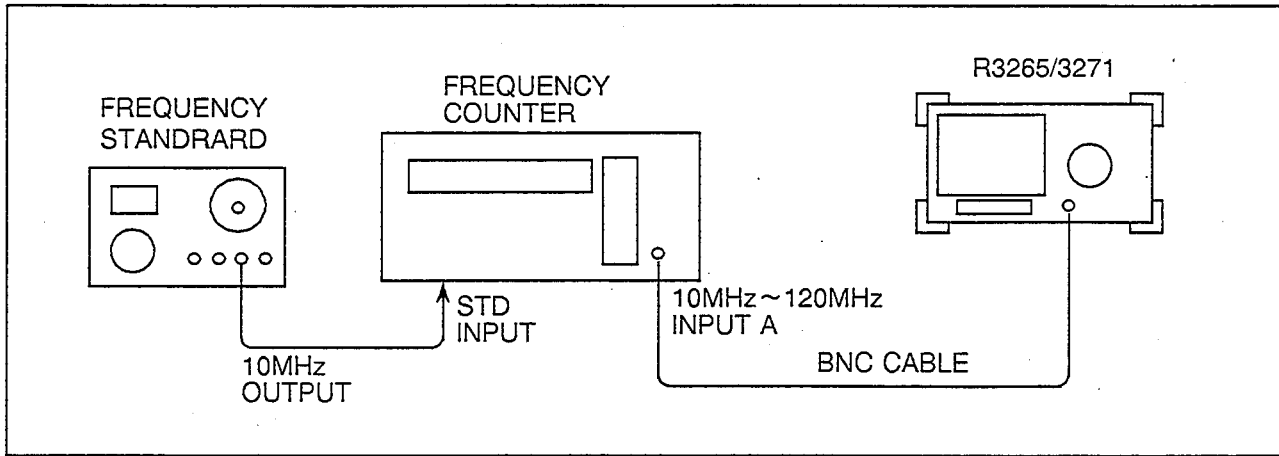 FREQUENCY
STANDRARD
FREQUENCY
COUNTER
R3265/3271
10MHz
OUTPUT
STD
INPUT
10MHz～120MHz
INPUT A
BNC CABLE